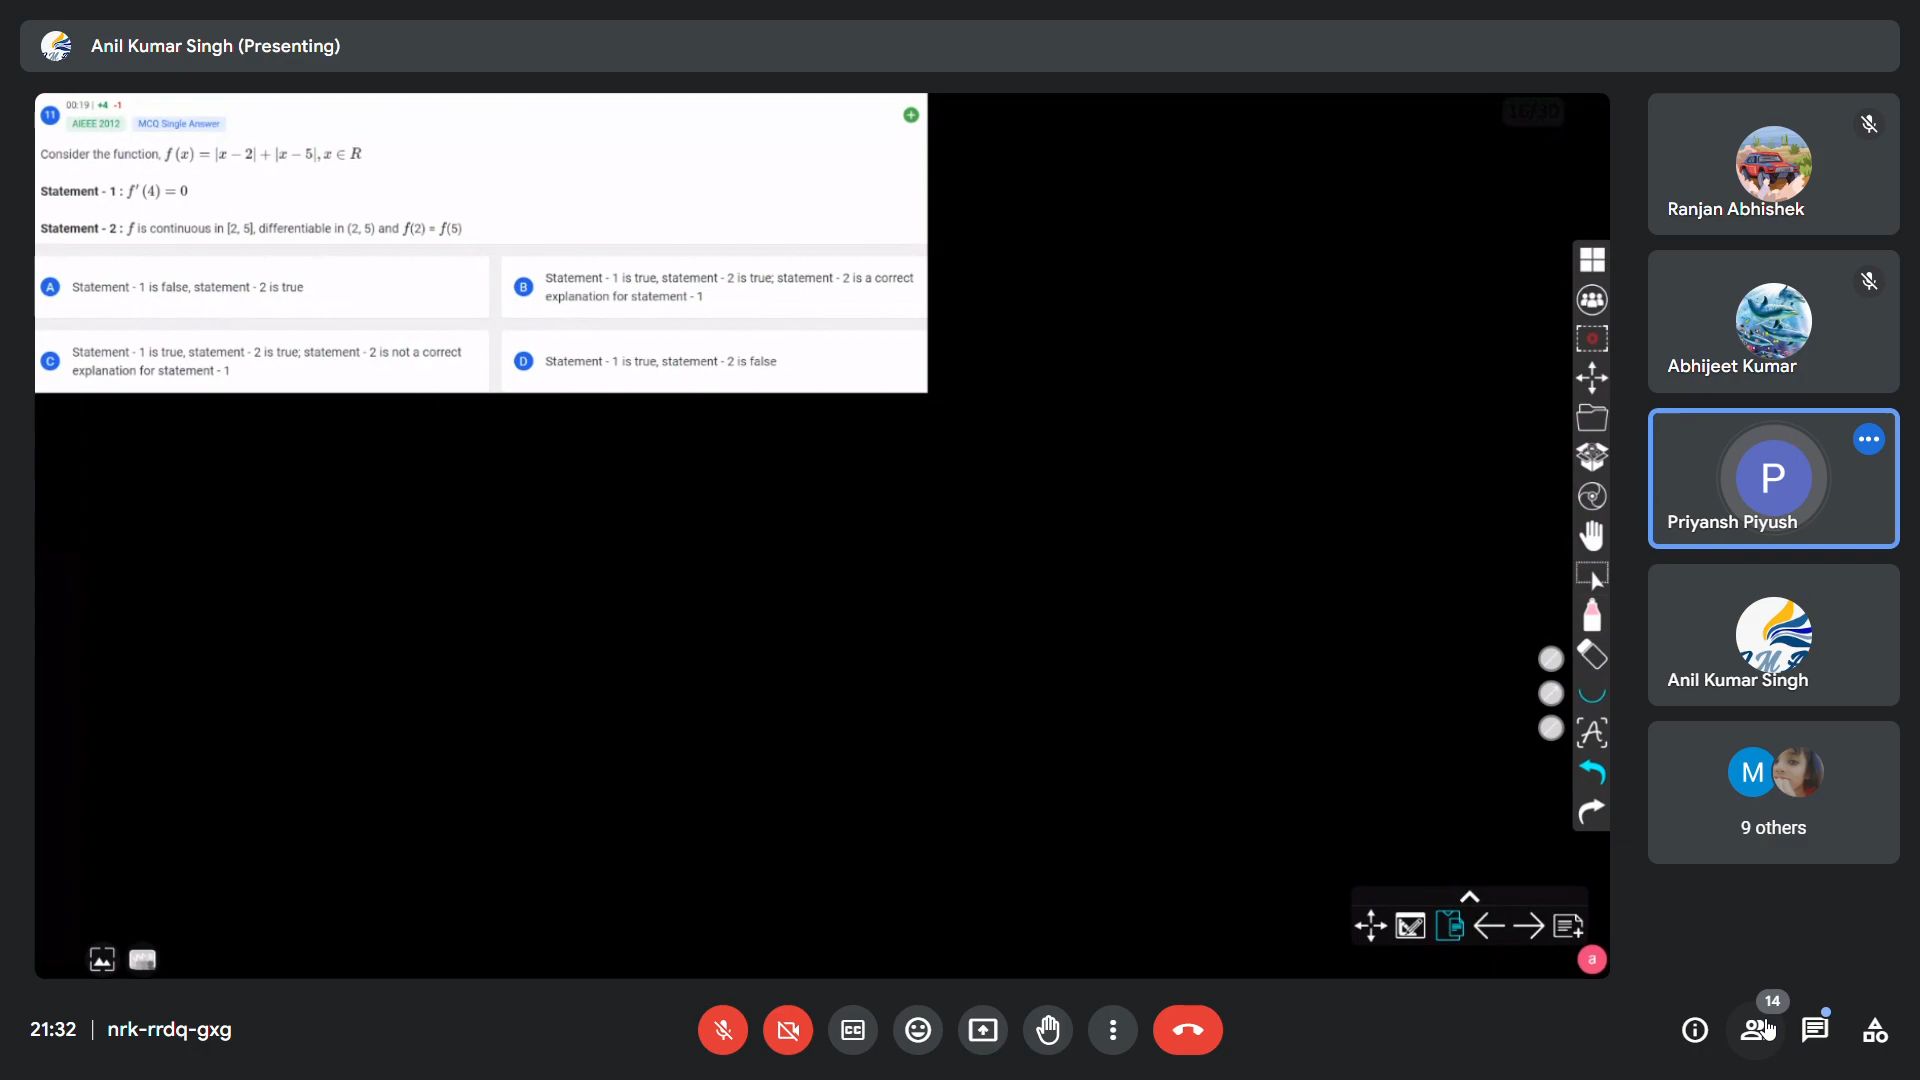 Anil Kumar Singh (Presenting)
11
00:19 | +4 -1
AIEEE 2012 MCQ Single Answer
Consider the function, f(x) = |x − 2| + |x − 5|, x ∈ R
Statement - 1 : f′(4) = 0
Statement - 2 : f is continuous in [2, 5], differentiable in (2, 5) and f(2) = f(5)
A Statement - 1 is false, statement - 2 is true
B Statement - 1 is true, statement - 2 is true; statement - 2 is a correct
explanation for statement - 1
C Statement - 1 is true, statement - 2 is true; statement - 2 is not a correct
explanation for statement - 1
D Statement - 1 is true, statement - 2 is false
16/30
Ranjan Abhishek
Abhijeet Kumar
P
Priyansh Piyush
Anil Kumar Singh
M
9 others
A
a
21:32 | nrk-rrdq-gxg
CC
14